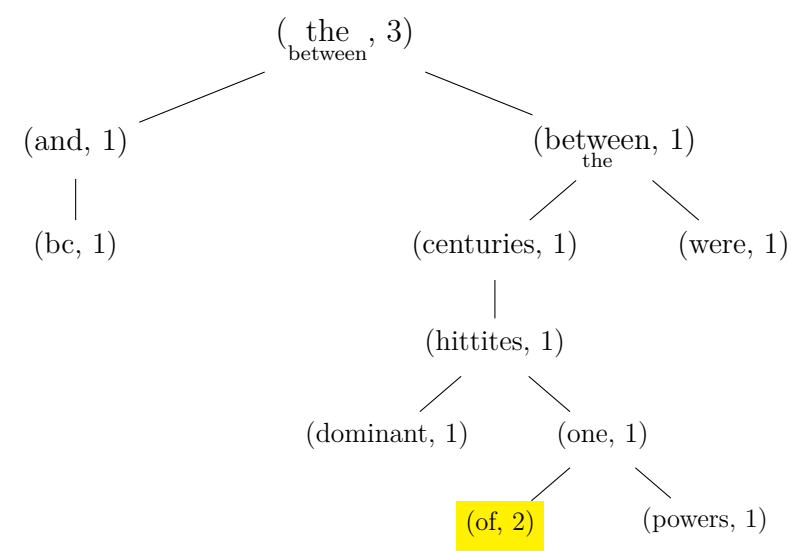 (the, 3)
between
(and, 1) (between, 1)
the
(bc, 1) (centuries, 1) (were, 1)
(hittites, 1)
(dominant, 1) (one, 1)
(of, 2) (powers, 1)